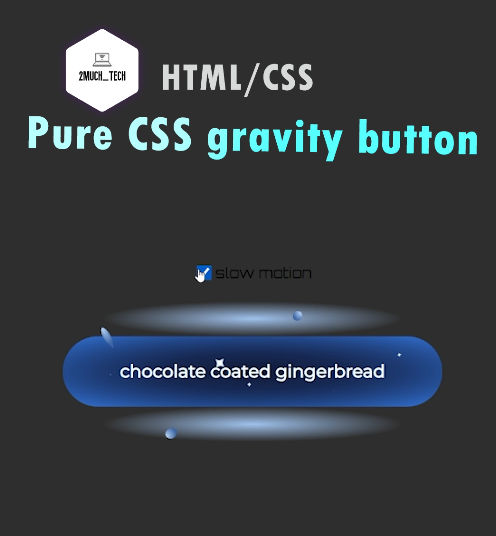 2MUCH_TECH
HTML/CSS
Pure CSS gravity button
slow motion
chocolate coated gingerbread